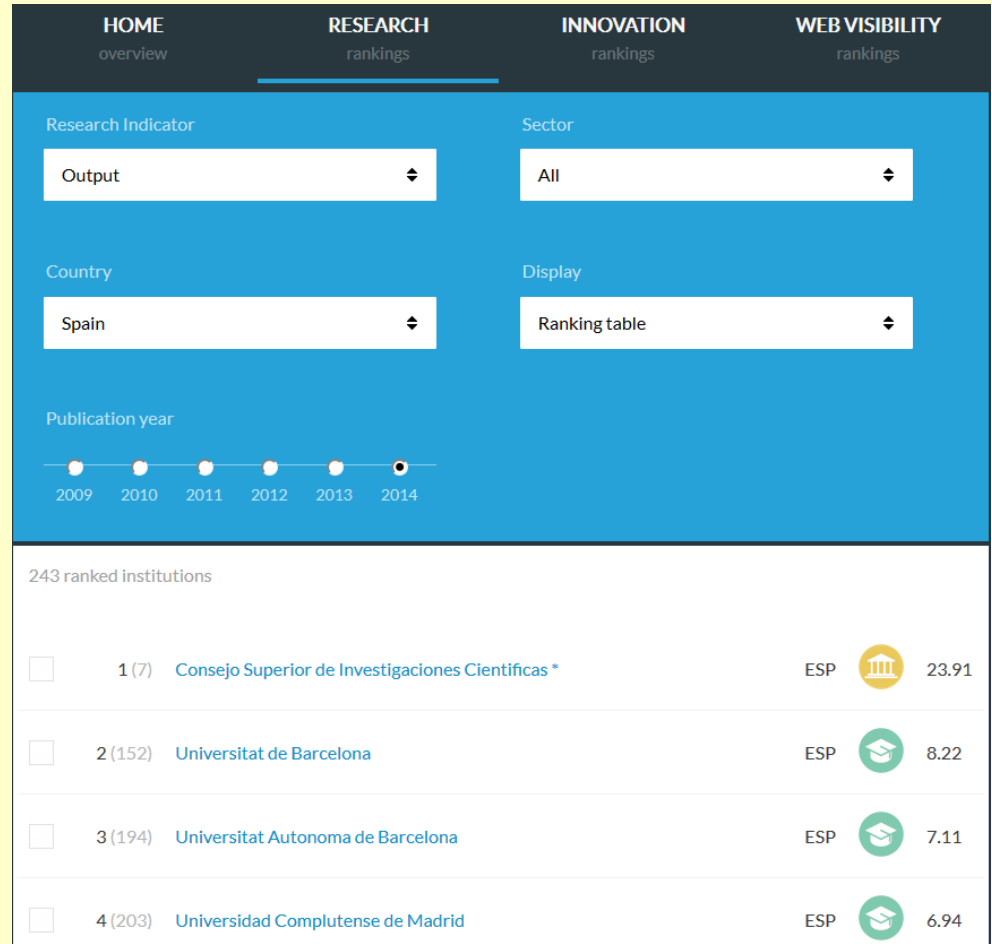 HOME RESEARCH INNOVATION WEB VISIBILITY
overview rankings rankings rankings
Research Indicator Sector
Output All
Country Display
Spain Ranking table
Publication year
2009 2010 2011 2012 2013 2014
243 ranked institutions
1 (7) Consejo Superior de Investigaciones Cientificas * ESP 23.91
2 (152) Universitat de Barcelona ESP 8.22
3 (194) Universitat Autonoma de Barcelona ESP 7.11
4 (203) Universidad Complutense de Madrid ESP 6.94